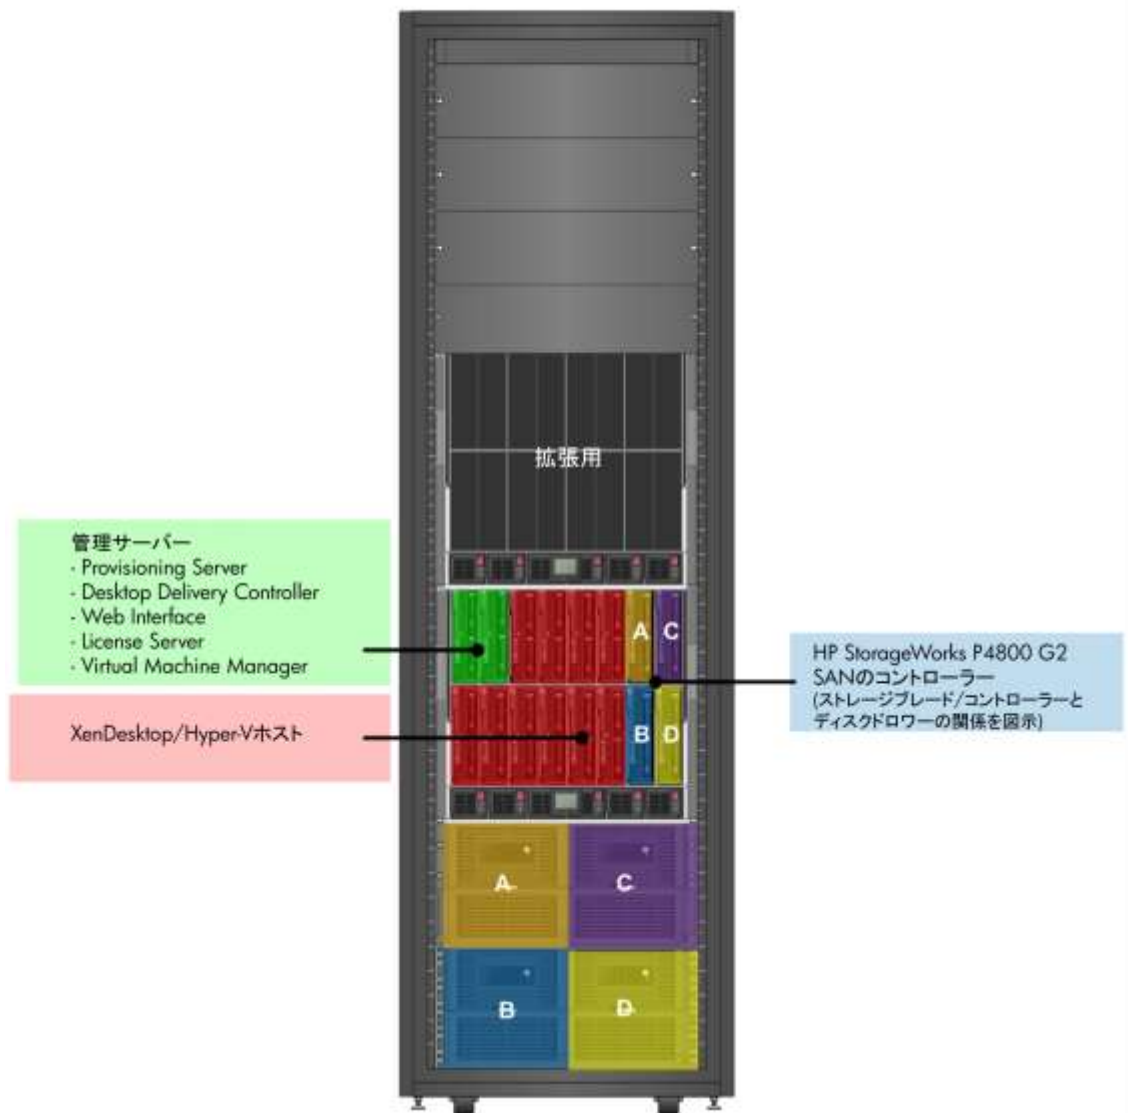 拡張用
管理サーバー
- Provisioning Server
- Desktop Delivery Controller
- Web Interface
- License Server
- Virtual Machine Manager
XenDesktop/Hyper-Vホスト
A C
B D
HP StorageWorks P4800 G2
SANのコントローラー
(ストレージブレード/コントローラーと
ディスクドロワーの関係を図示)
A C
B D